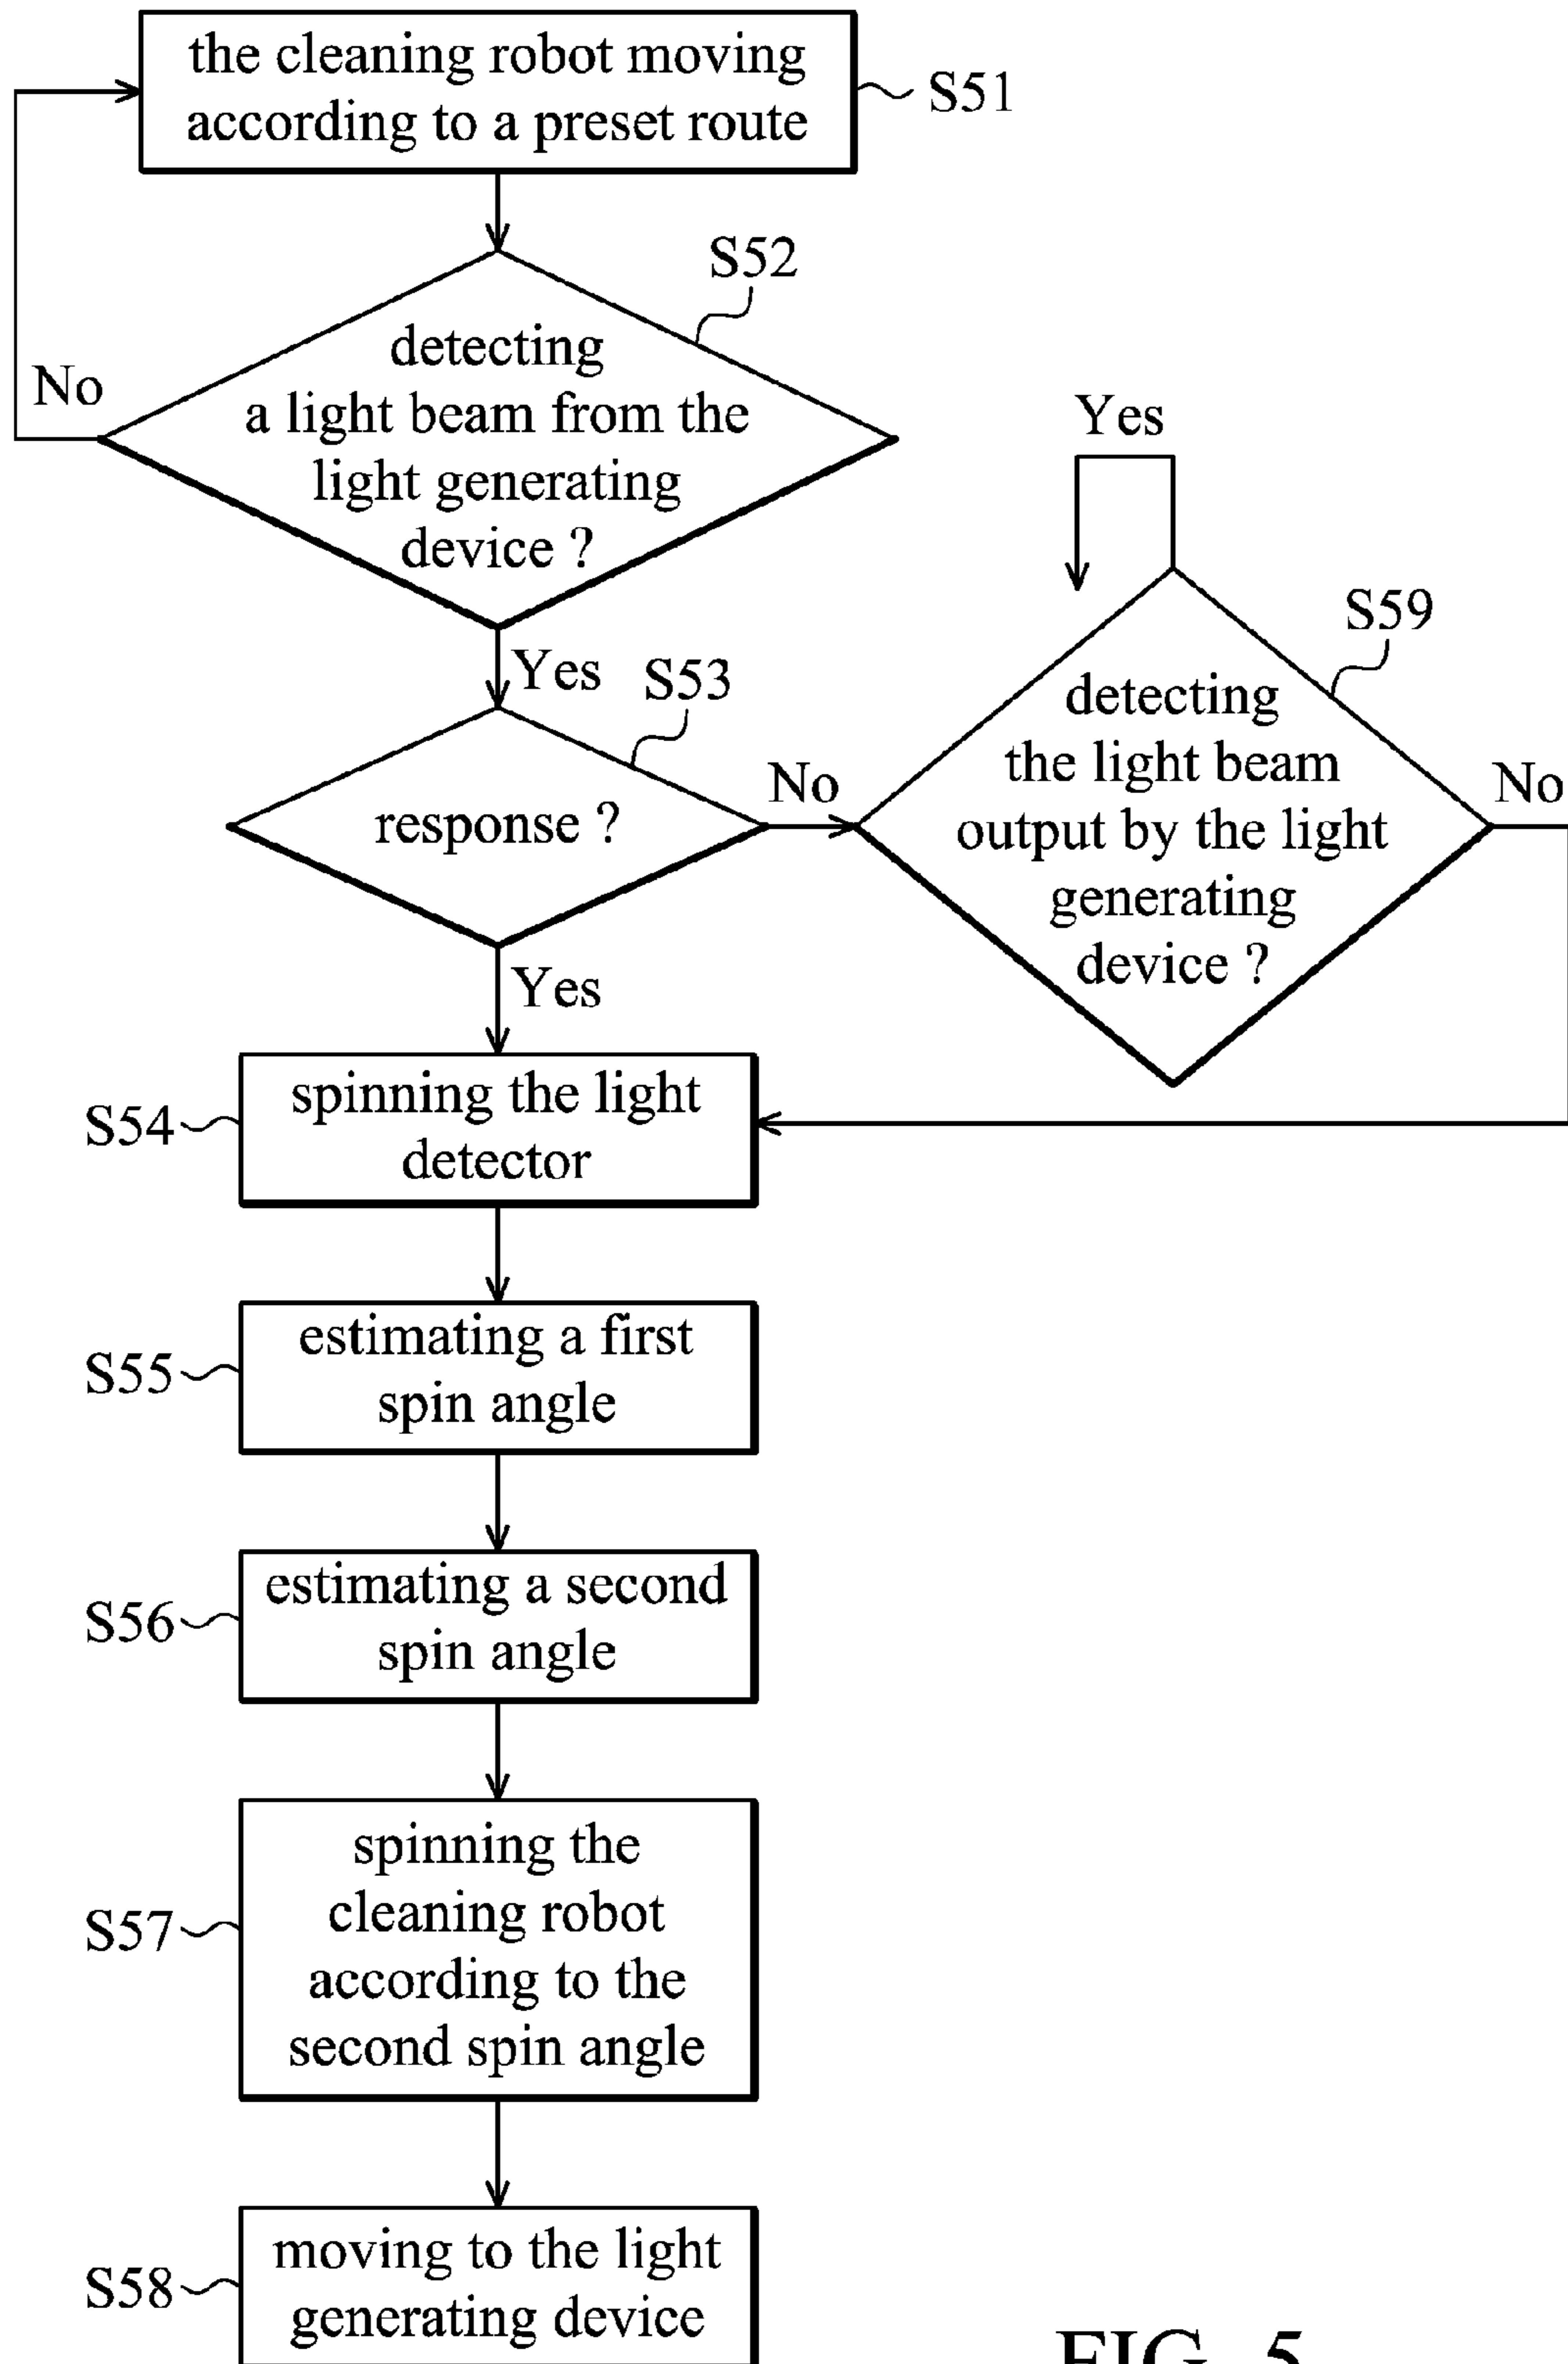 the cleaning robot moving
according to a preset route
S51
S52
detecting
a light beam from the
light generating
device ?
No
Yes
S53
response ?
No
Yes
Yes
S59
detecting
the light beam
output by the light
generating
device ?
No
S54
spinning the light
detector
S55
estimating a first
spin angle
S56
estimating a second
spin angle
S57
spinning the
cleaning robot
according to the
second spin angle
S58
moving to the light
generating device
FIG. 5